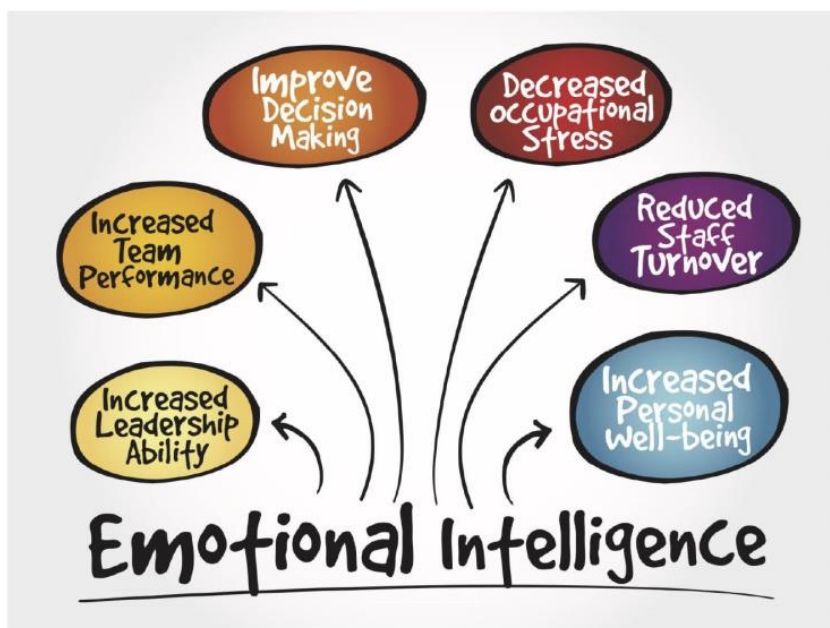 Improve
Decision
Making
Decreased
Occupational
Stress
Increased
Team
Performance
Reduced
Staff
Turnover
Increased
Leadership
Ability
Increased
Personal
Well-being
Emotional Intelligence